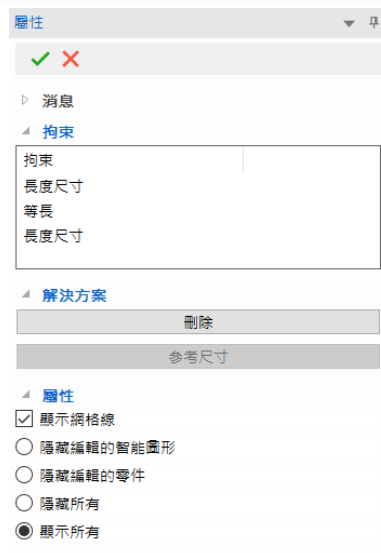 屬性
消息
拘束
拘束
長度尺寸
等長
長度尺寸
解決方案
刪除
參考尺寸
屬性
顯示網格線
隱藏編輯的智能圖形
隱藏編輯的零件
隱藏所有
顯示所有